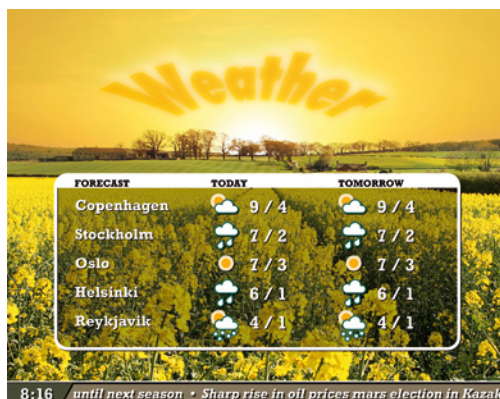 Weather
FORECAST TODAY TOMORROW
Copenhagen 9 / 4 9 / 4
Stockholm 7 / 2 7 / 2
Oslo 7 / 3 7 / 3
Helsinki 6 / 1 6 / 1
Reykjavik 4 / 1 4 / 1
8:16 until next season • Sharp rise in oil prices mars election in Kazak